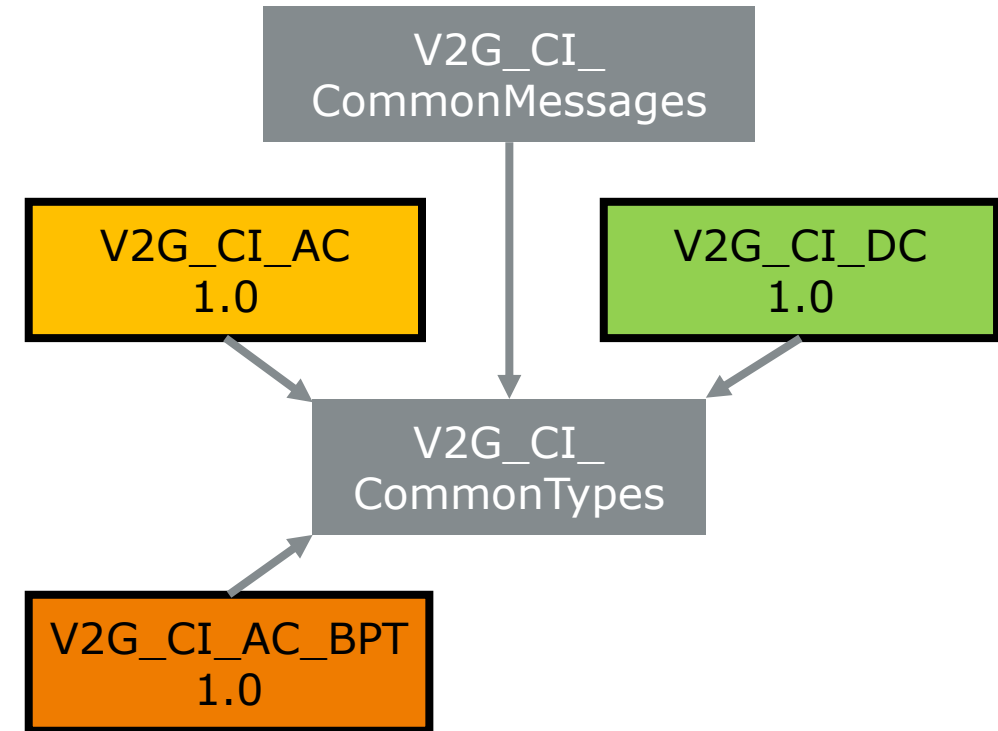 V2G_CI_
CommonMessages
V2G_CI_AC
1.0
V2G_CI_DC
1.0
V2G_CI_
CommonTypes
V2G_CI_AC_BPT
1.0